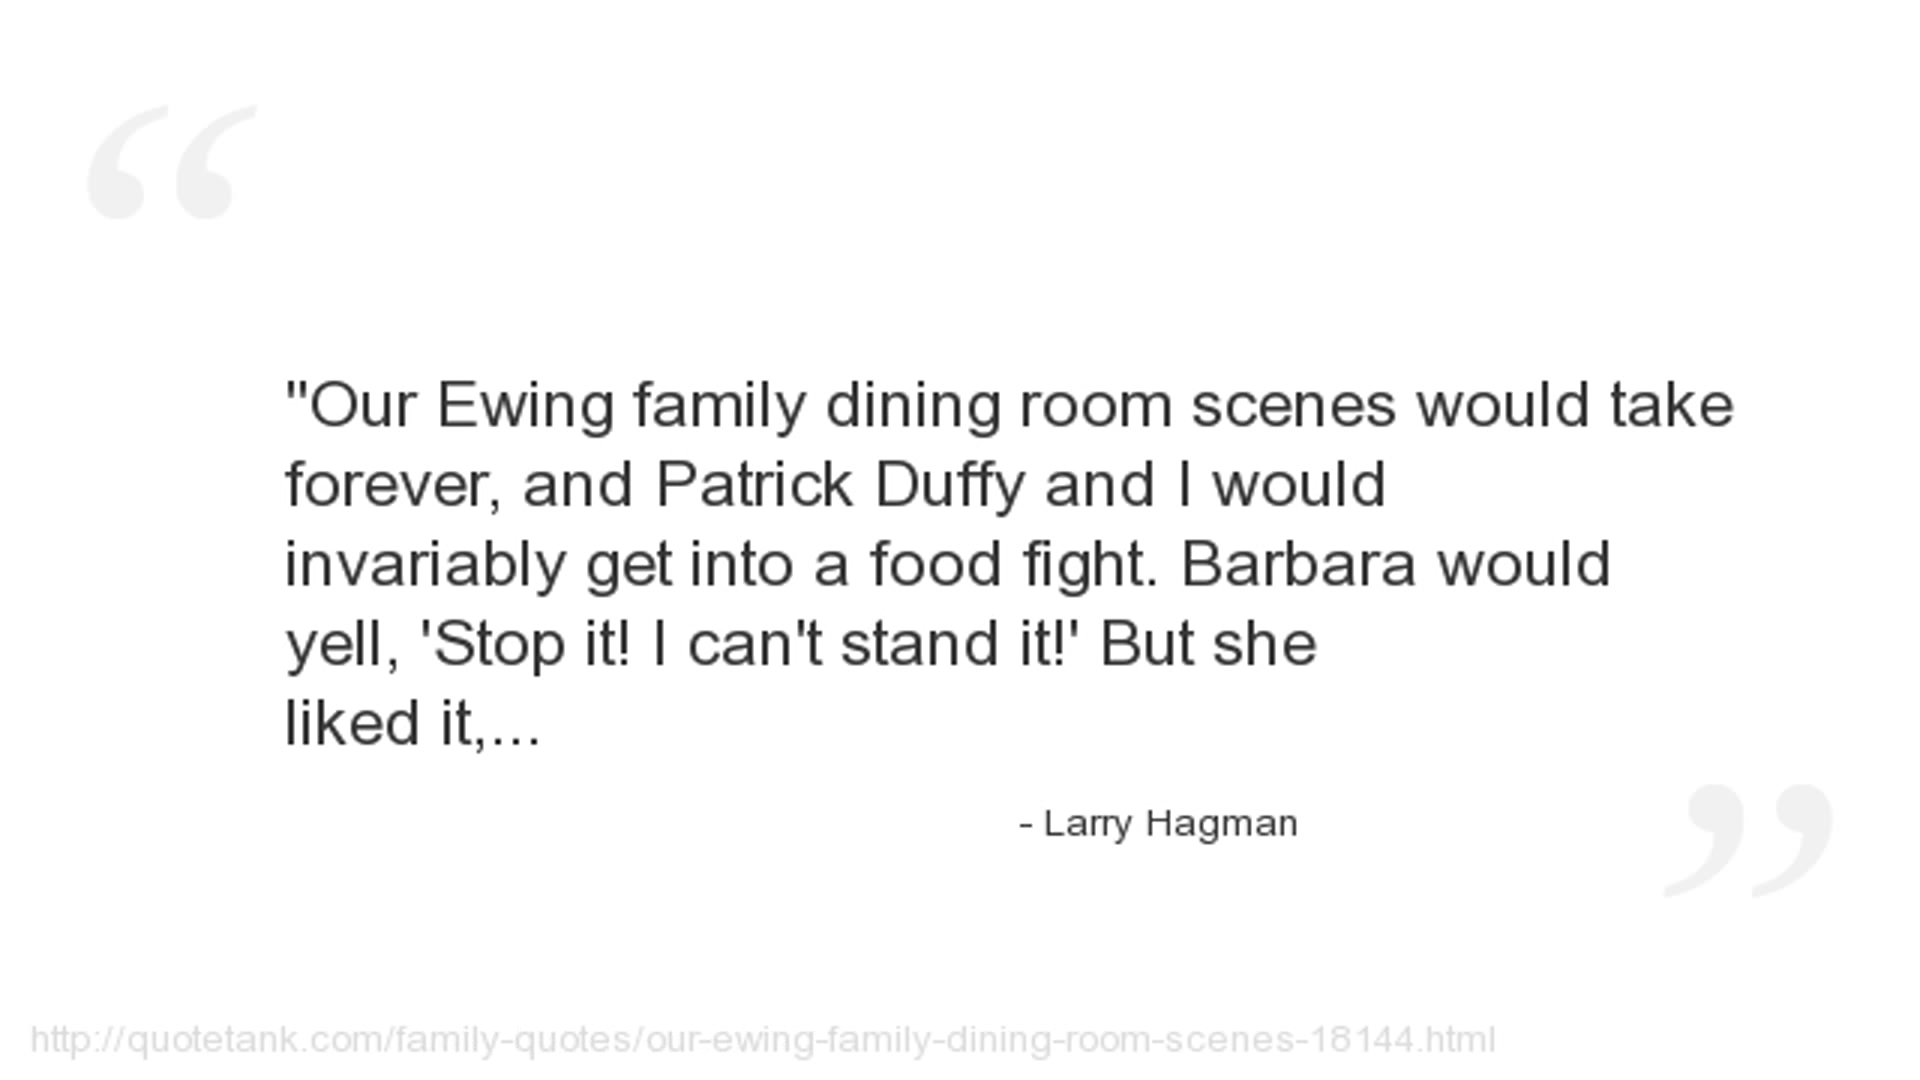 "Our Ewing family dining room scenes would take
forever, and Patrick Duffy and I would
invariably get into a food fight. Barbara would
yell, 'Stop it! I can't stand it!' But she
liked it,...
- Larry Hagman
http://quotetank.com/family-quotes/our-ewing-family-dining-room-scenes-18144.html